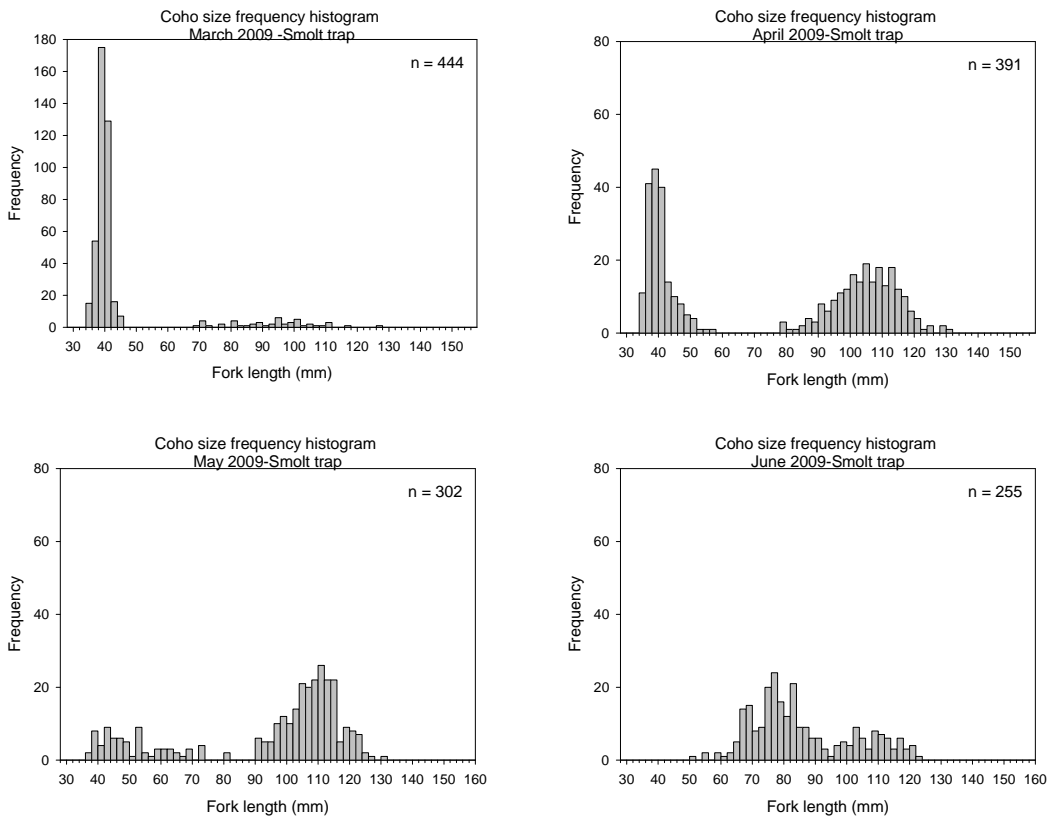 Coho size frequency histogram
March 2009 -Smolt trap
n = 444
180
160
140
120
100
80
60
40
20
0
Frequency
30 40 50 60 70 80 90 100 110 120 130 140 150
Fork length (mm)
Coho size frequency histogram
April 2009-Smolt trap
n = 391
80
60
40
20
0
Frequency
30 40 50 60 70 80 90 100 110 120 130 140 150
Fork length (mm)
Coho size frequency histogram
May 2009-Smolt trap
n = 302
80
60
40
20
0
Frequency
30 40 50 60 70 80 90 100 110 120 130 140 150 160
Fork length (mm)
Coho size frequency histogram
June 2009-Smolt trap
n = 255
80
60
40
20
0
Frequency
30 40 50 60 70 80 90 100 110 120 130 140 150 160
Fork length (mm)